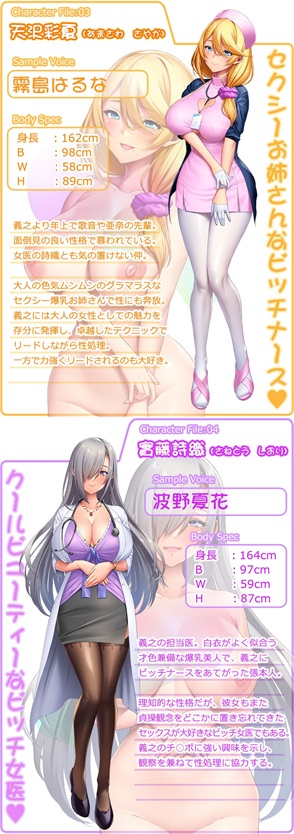 Character File:03
天沢彩夏(あまさわ さやか)
Sample Voice
霧島はるな
Body Spec
身長 :162cm
B :98cm
W :58cm
H :89cm
義之より年上で歌音や亜奈の先輩。
面倒見の良い性格で慕われている。
女医の詩織とも気の置けない仲。
大人の色気ムンムンのグラマラスな
セクシー爆乳お姉さんで性にも奔放。
義之には大人の女性としての魅力を
存分に発揮し、卓越したテクニックで
リードしながら性処理。
一方で力強くリードされるのも大好き。
セクシーお姉さんなビッチナース♥
Character File:04
實藤詩織(さねとう しおり)
Sample Voice
波野夏花
Body Spec
身長 :164cm
B :97cm
W :59cm
H :87cm
義之の担当医。白衣がよく似合う
才色兼備な爆乳美人で、義之に
ビッチナースをあてがった張本人。
理知的な性格だが、彼女もまた
貞操観念をどこかに置き忘れてきた
セックスが大好きなビッチ女医でもある。
義之のチ○ポに強い興味を示し、
観察を兼ねて性処理に協力する。
クールビューティーなビッチ女医♥